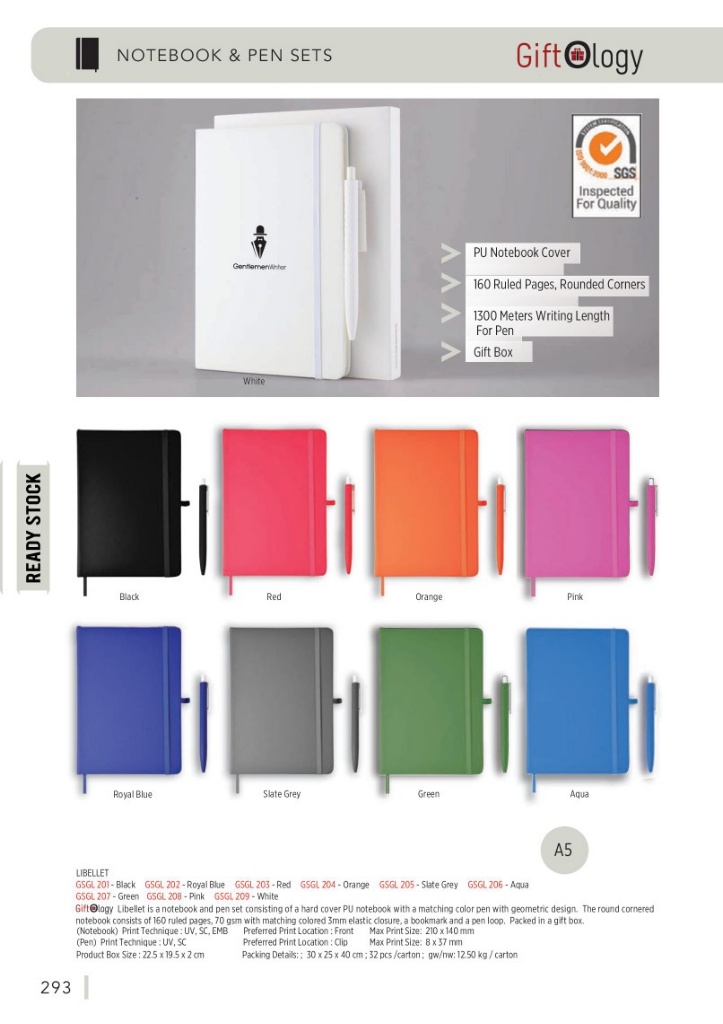 NOTEBOOK & PEN SETS
GiftOlogy
SYSTEM CERTIFICATION
ISO 9001:2000
SGS
Inspected
For Quality
PU Notebook Cover
160 Ruled Pages, Rounded Corners
1300 Meters Writing Length
For Pen
Gift Box
GentlemenWriter
White
READY STOCK
Black
Red
Orange
Pink
Royal Blue
Slate Grey
Green
Aqua
A5
LIBELLET
GSGL 201 - Black GSGL 202 - Royal Blue GSGL 203 - Red GSGL 204 - Orange GSGL 205 - Slate Grey GSGL 206 - Aqua
GSGL 207 - Green GSGL 208 - Pink GSGL 209 - White
GiftOlogy Libellet is a notebook and pen set consisting of a hard cover PU notebook with a matching color pen with geometric design. The round cornered
notebook consists of 160 ruled pages, 70 gsm with matching colored 3mm elastic closure, a bookmark and a pen loop. Packed in a gift box.
(Notebook) Print Technique : UV, SC, EMB Preferred Print Location : Front Max Print Size: 210 x 140 mm
(Pen) Print Technique : UV, SC Preferred Print Location : Clip Max Print Size: 8 x 37 mm
Product Box Size : 22.5 x 19.5 x 2 cm Packing Details: ; 30 x 25 x 40 cm ; 32 pcs /carton ; gw/nw: 12.50 kg / carton
293